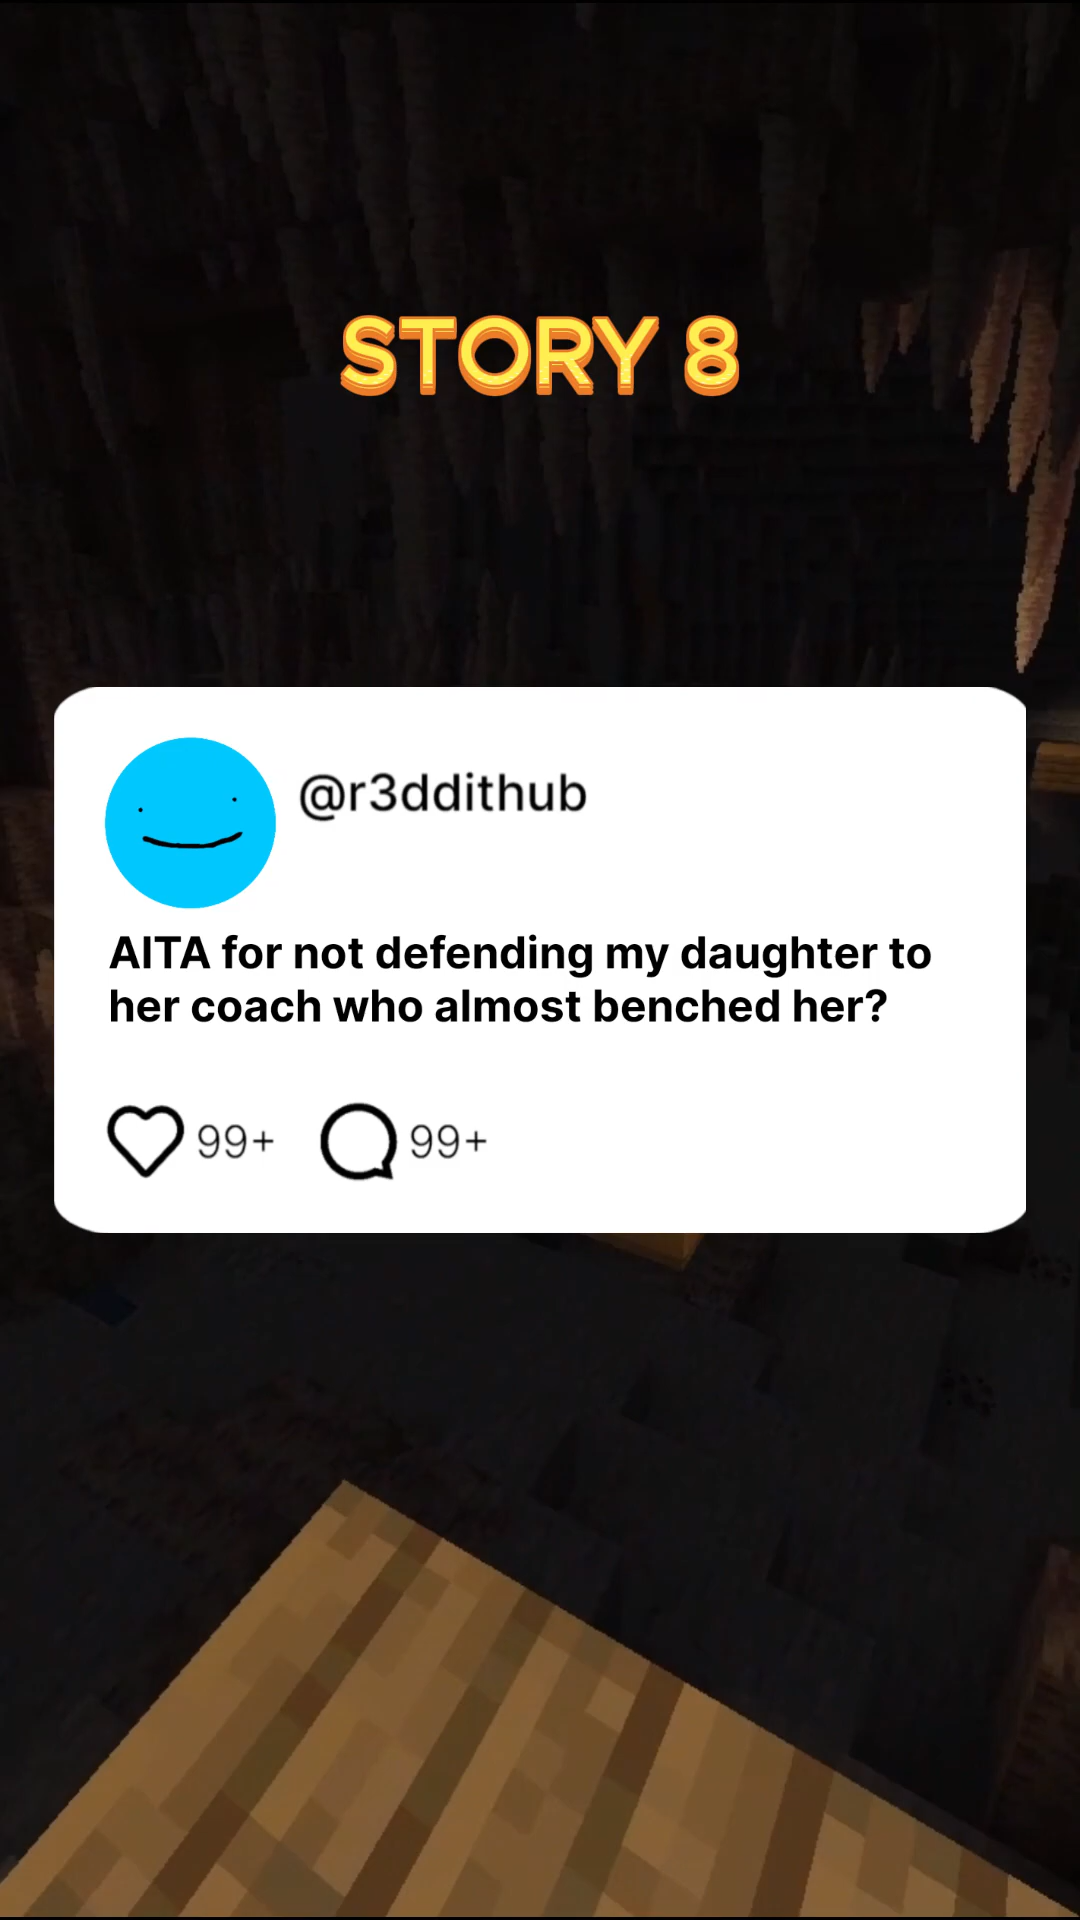 STORY 8
@r3ddithub
AITA for not defending my daughter to
her coach who almost benched her?
99+ 99+